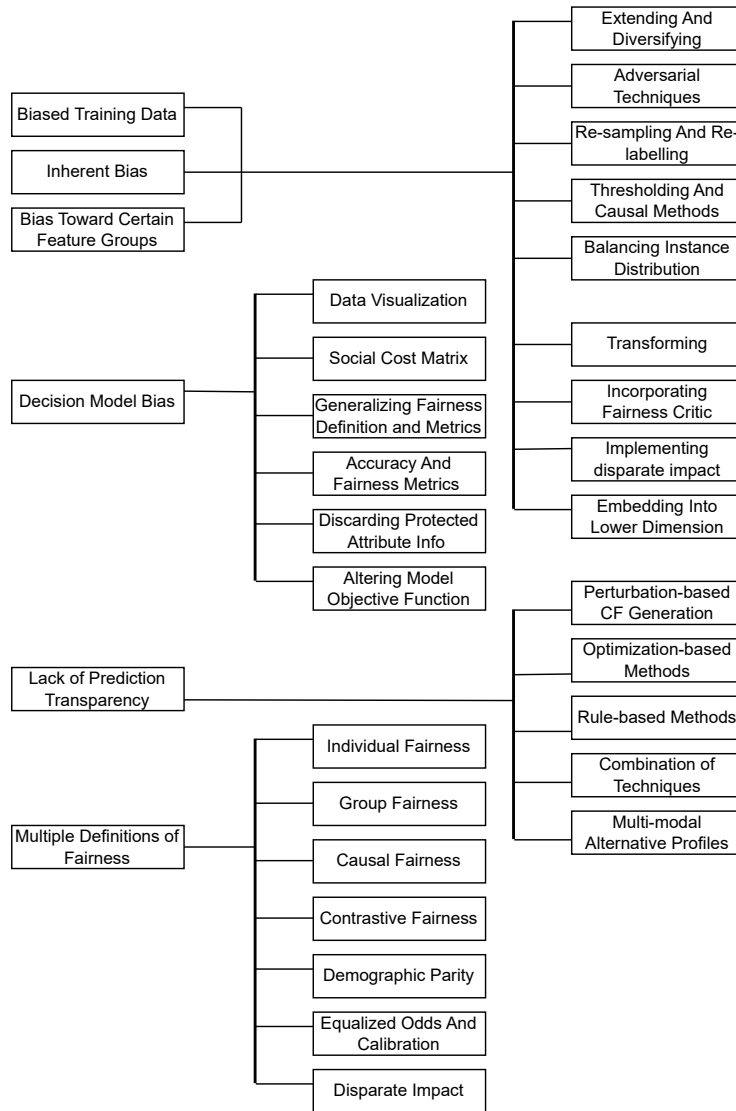 Biased Training Data
Inherent Bias
Bias Toward Certain
Feature Groups
Extending And
Diversifying
Adversarial
Techniques
Re-sampling And Re-
labelling
Thresholding And
Causal Methods
Balancing Instance
Distribution
Transforming
Incorporating
Fairness Critic
Implementing
disparate impact
Embedding Into
Lower Dimension
Decision Model Bias
Data Visualization
Social Cost Matrix
Generalizing Fairness
Definition and Metrics
Accuracy And
Fairness Metrics
Discarding Protected
Attribute Info
Altering Model
Objective Function
Lack of Prediction
Transparency
Perturbation-based
CF Generation
Optimization-based
Methods
Rule-based Methods
Combination of
Techniques
Multi-modal
Alternative Profiles
Multiple Definitions of
Fairness
Individual Fairness
Group Fairness
Causal Fairness
Contrastive Fairness
Demographic Parity
Equalized Odds And
Calibration
Disparate Impact